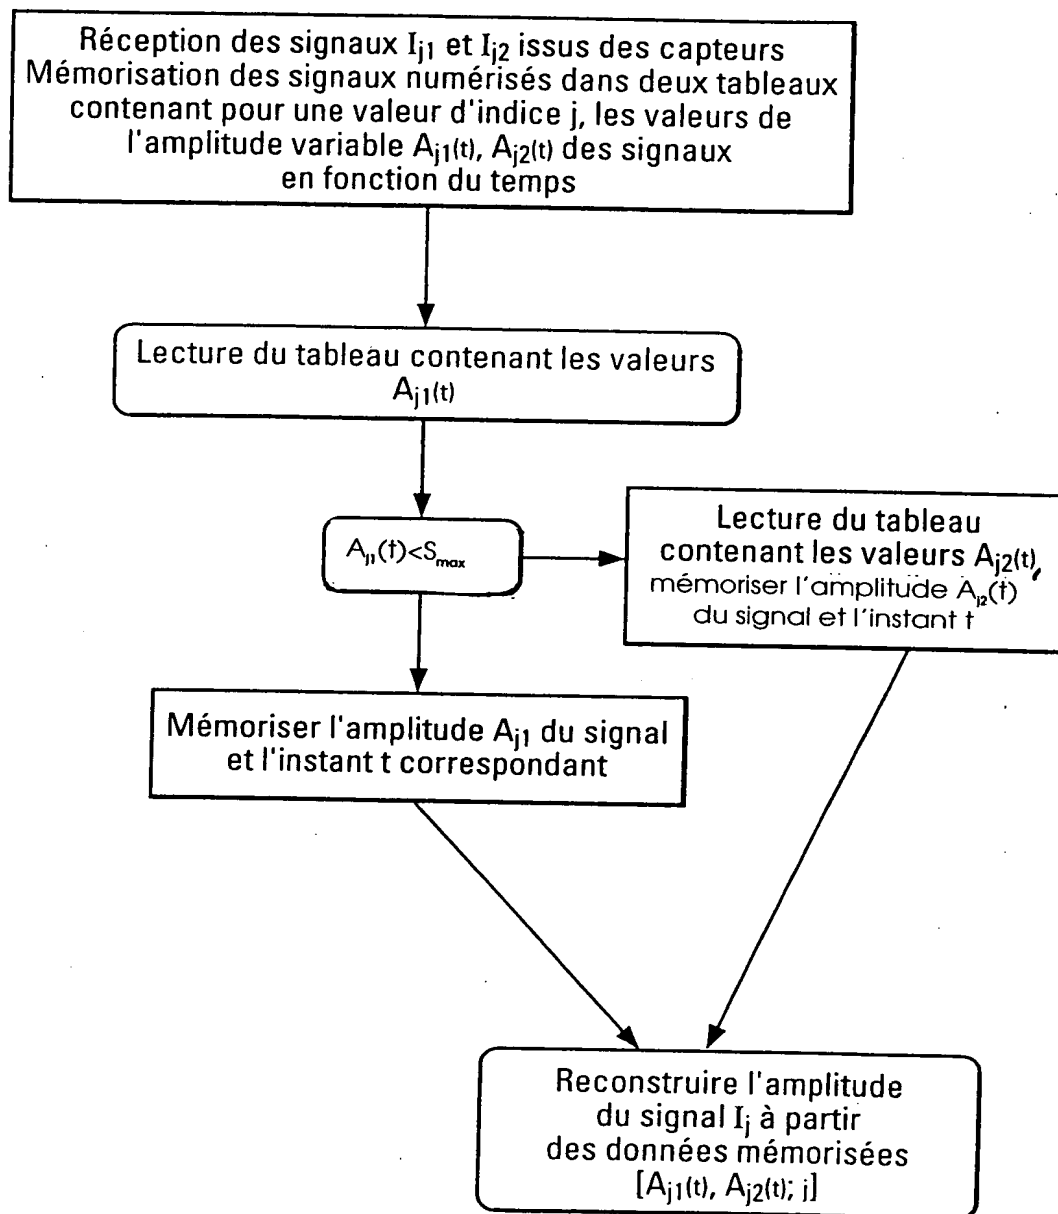 Réception des signaux Ij1 et Ij2 issus des capteurs
Mémorisation des signaux numérisés dans deux tableaux
contenant pour une valeur d'indice j, les valeurs de
l'amplitude variable Aj1(t), Aj2(t) des signaux
en fonction du temps
Lecture du tableau contenant les valeurs
Aj1(t)
Aj1(t)<Smax
Lecture du tableau
contenant les valeurs Aj2(t),
mémoriser l'amplitude Aj2(t)
du signal et l'instant t
Mémoriser l'amplitude Aj1 du signal
et l'instant t correspondant
Reconstruire l'amplitude
du signal Ij à partir
des données mémorisées
[Aj1(t), Aj2(t); j]